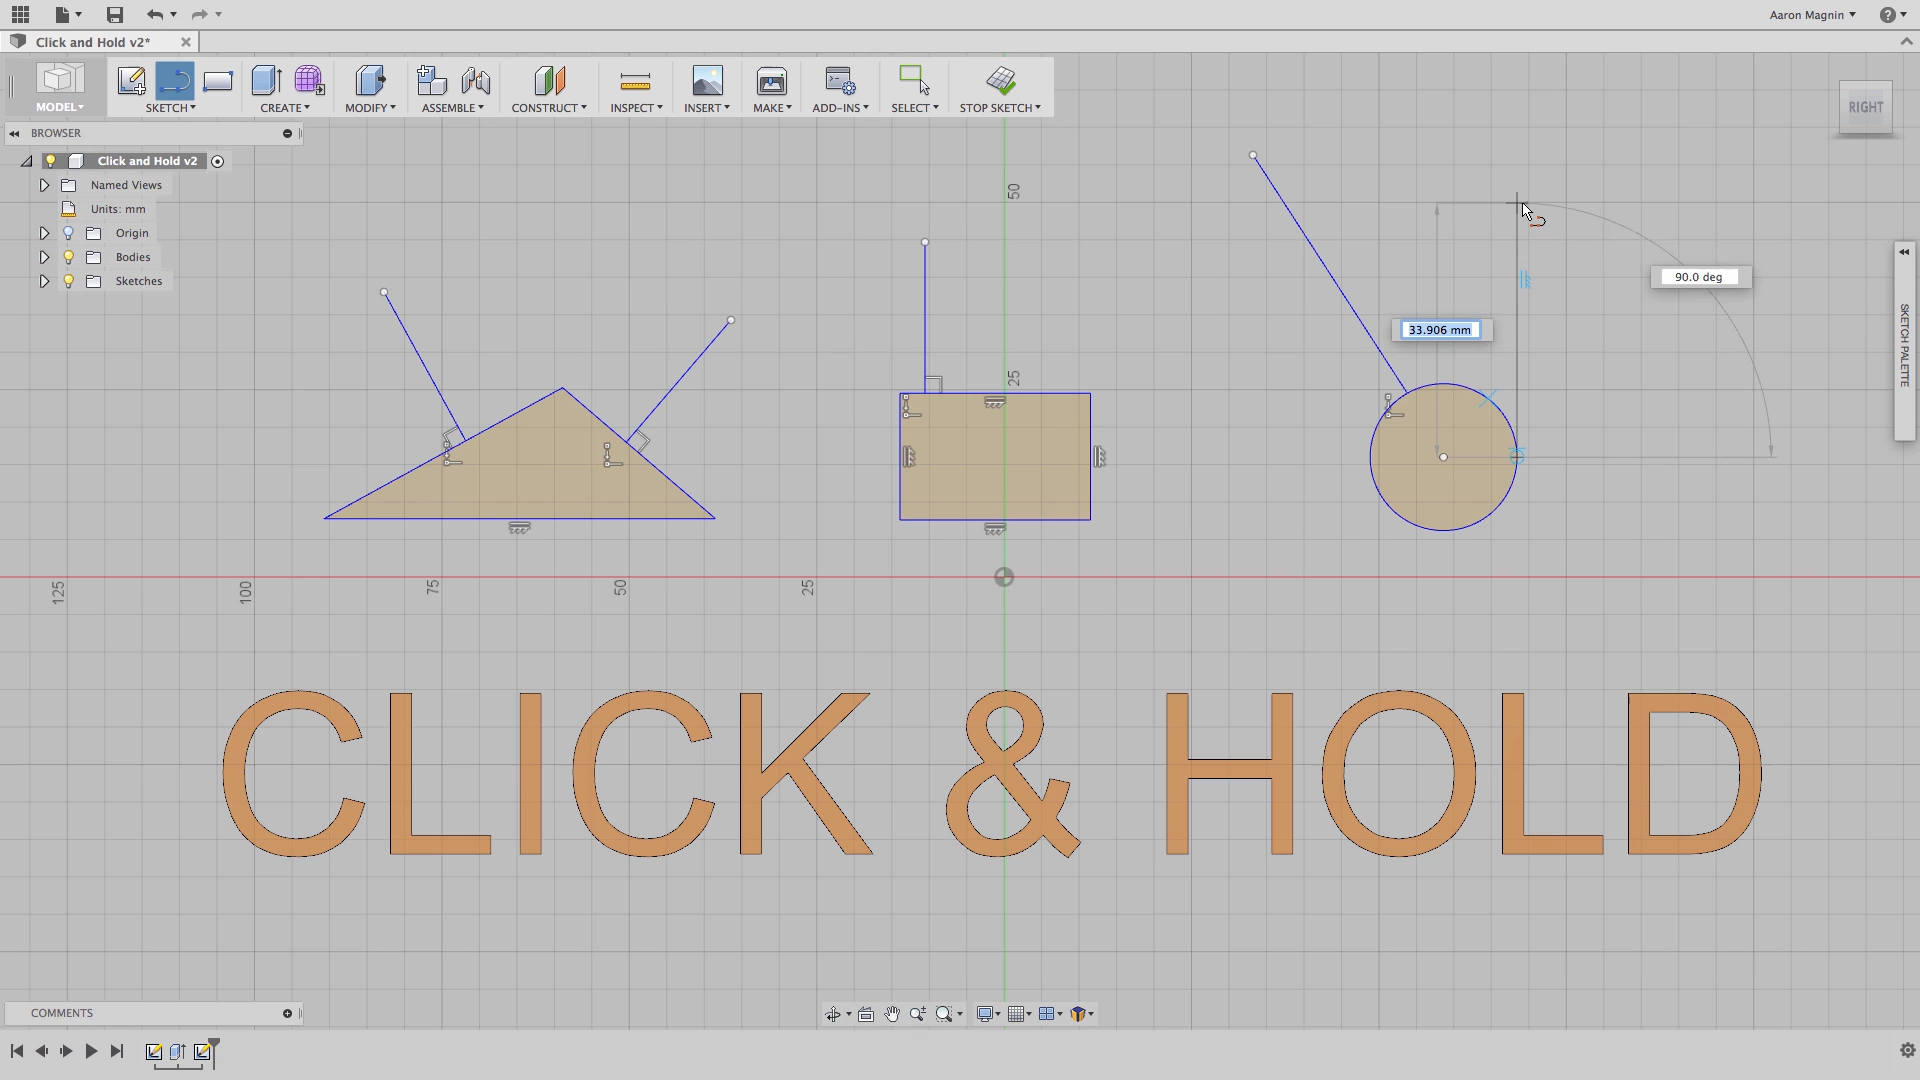 Aaron Magnin
Click and Hold v2*
MODEL
SKETCH
CREATE
MODIFY
ASSEMBLE
CONSTRUCT
INSPECT
INSERT
MAKE
ADD-INS
SELECT
STOP SKETCH
RIGHT
BROWSER
Click and Hold v2
Named Views
Units: mm
Origin
Bodies
Sketches
50
25
90.0 deg
33.906 mm
SKETCH PALETTE
125
100
75
50
25
CLICK & HOLD
COMMENTS